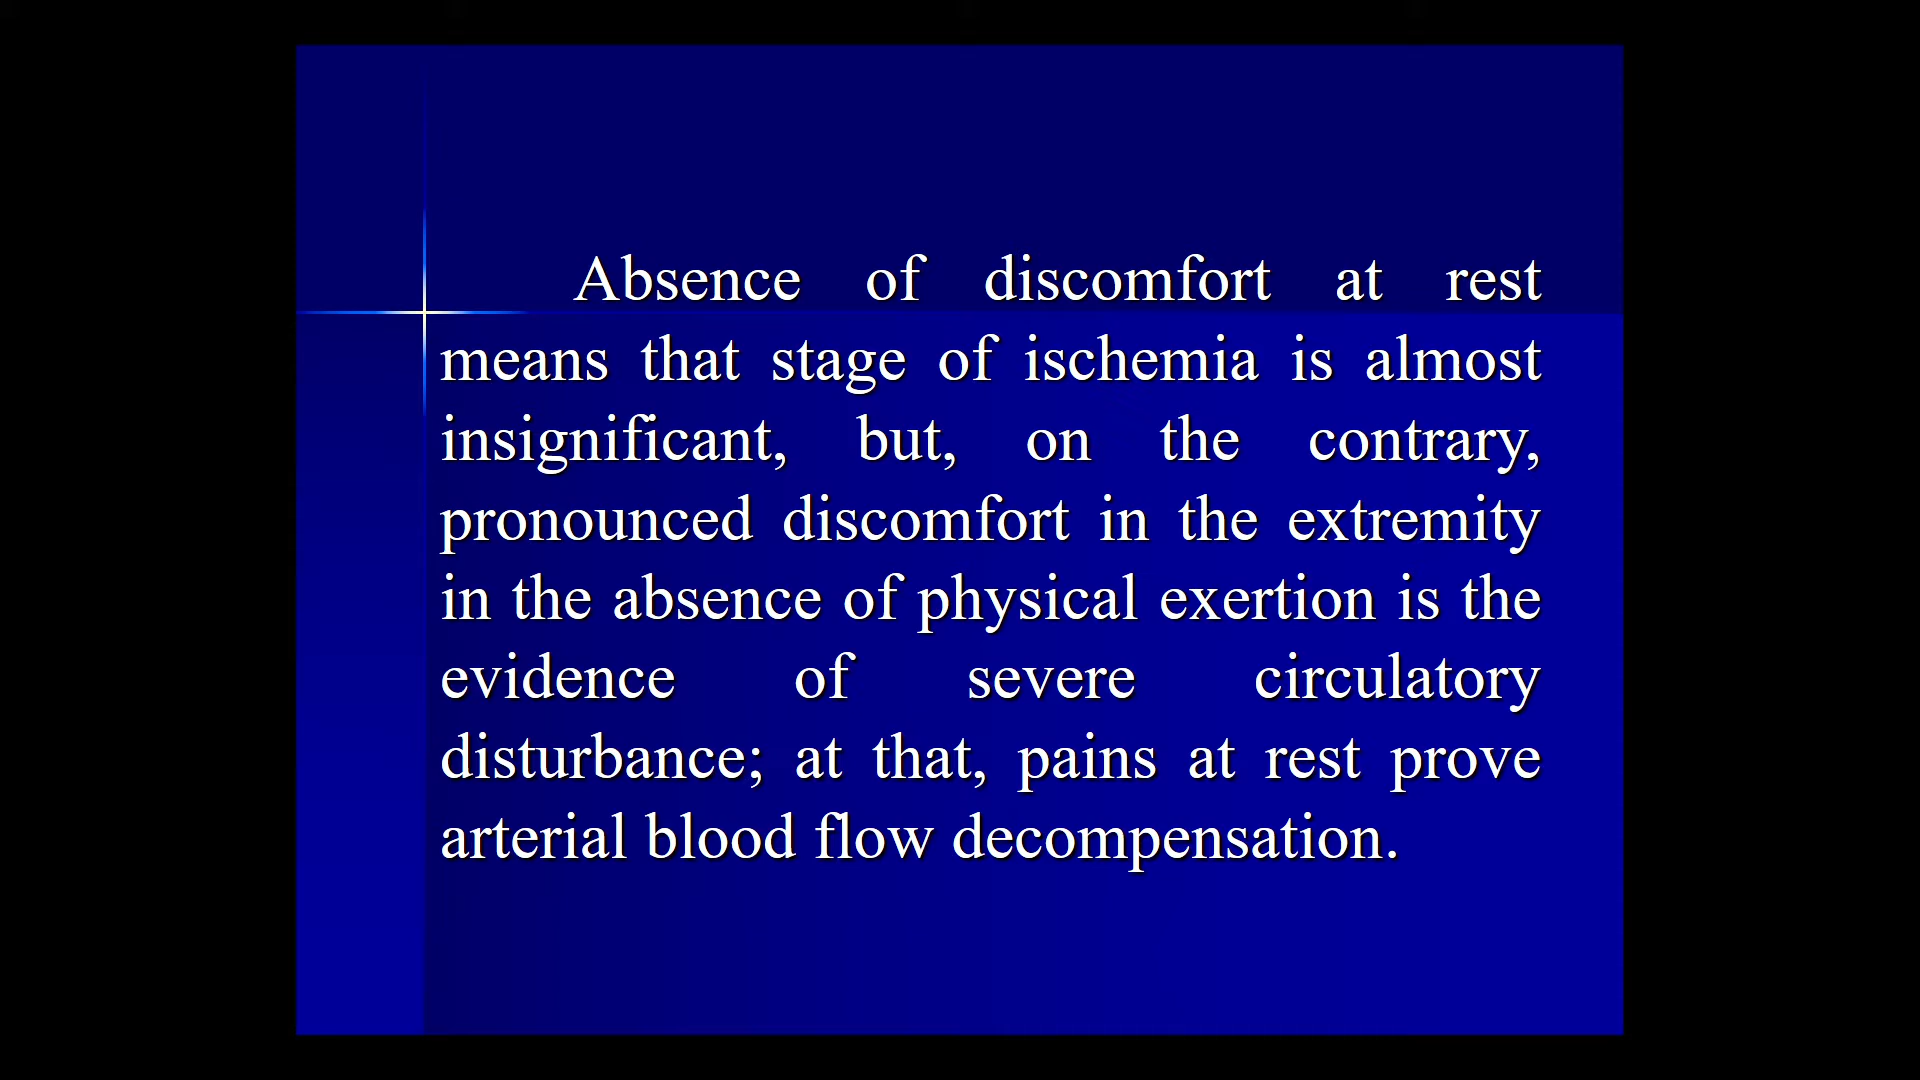 Absence of discomfort at rest
means that stage of ischemia is almost
insignificant, but, on the contrary,
pronounced discomfort in the extremity
in the absence of physical exertion is the
evidence of severe circulatory
disturbance; at that, pains at rest prove
arterial blood flow decompensation.